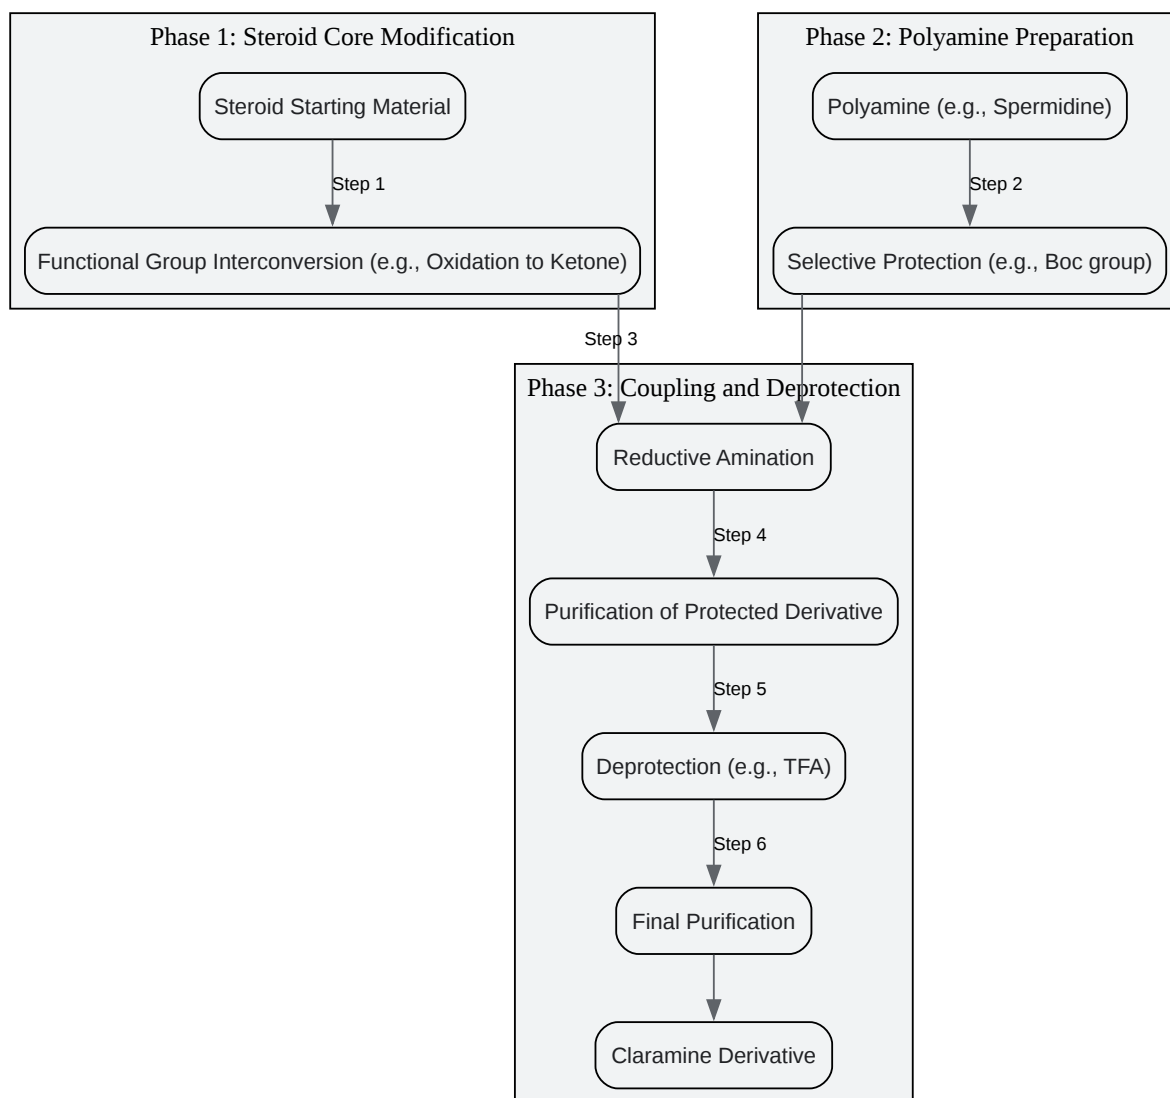 Phase 1: Steroid Core Modification
Steroid Starting Material
Step 1
Functional Group Interconversion (e.g., Oxidation to Ketone)
Phase 2: Polyamine Preparation
Polyamine (e.g., Spermidine)
Step 2
Selective Protection (e.g., Boc group)
Step 3
Phase 3: Coupling and Deprotection
Reductive Amination
Step 4
Purification of Protected Derivative
Step 5
Deprotection (e.g., TFA)
Step 6
Final Purification
Claramine Derivative